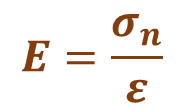 E = σₙ / ε